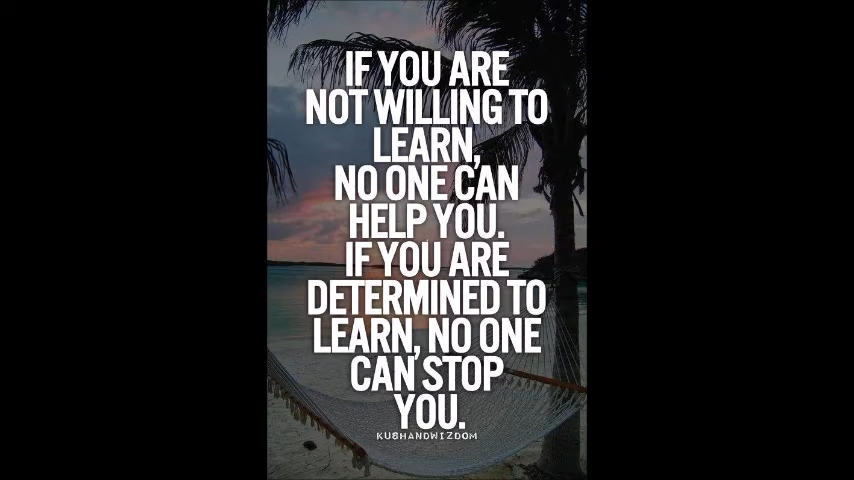 IF YOU ARE
NOT WILLING TO
LEARN,
NO ONE CAN
HELP YOU.
IF YOU ARE
DETERMINED TO
LEARN, NO ONE
CAN STOP
YOU.
KUSHANDWIZDOM